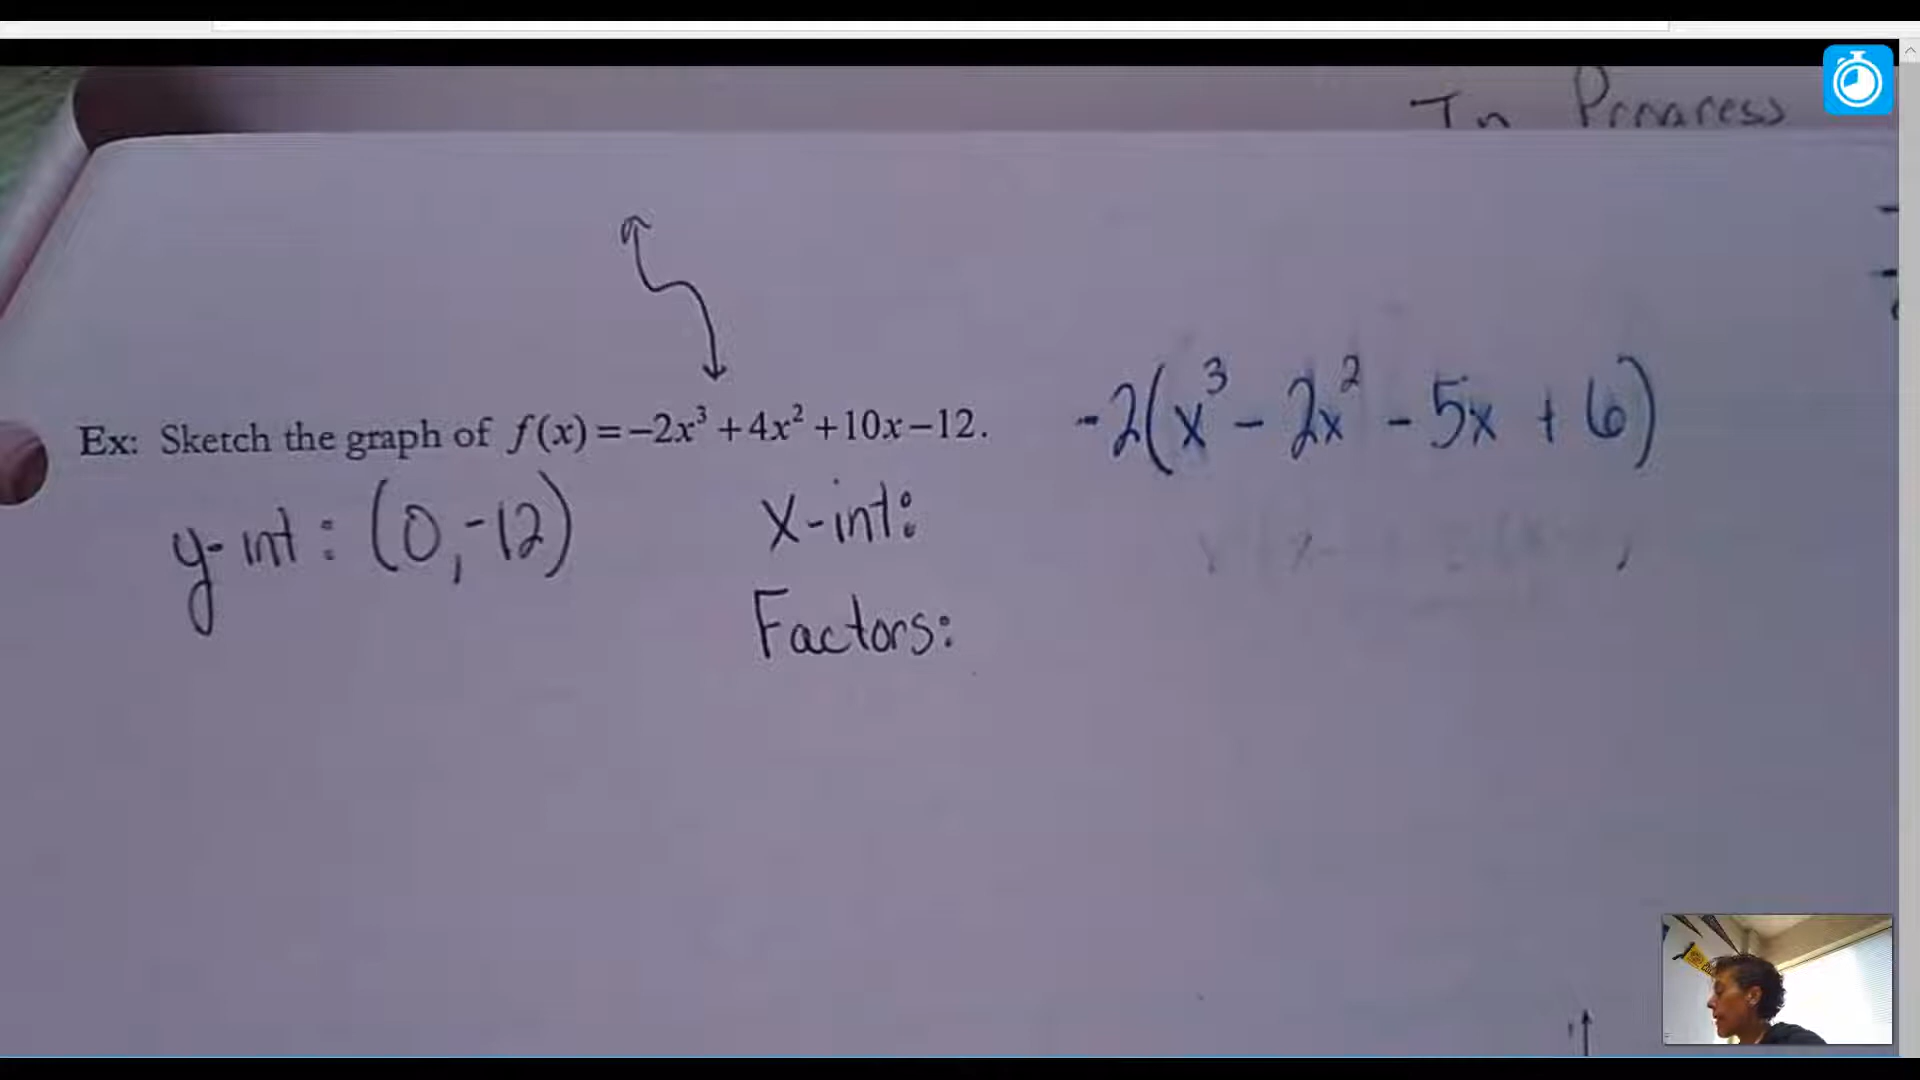 In Progress
Ex: Sketch the graph of f(x)=−2x³+4x²+10x−12.
-2(x³ - 2x² - 5x + 6)
y-int: (0,-12)
x-int:
Factors: